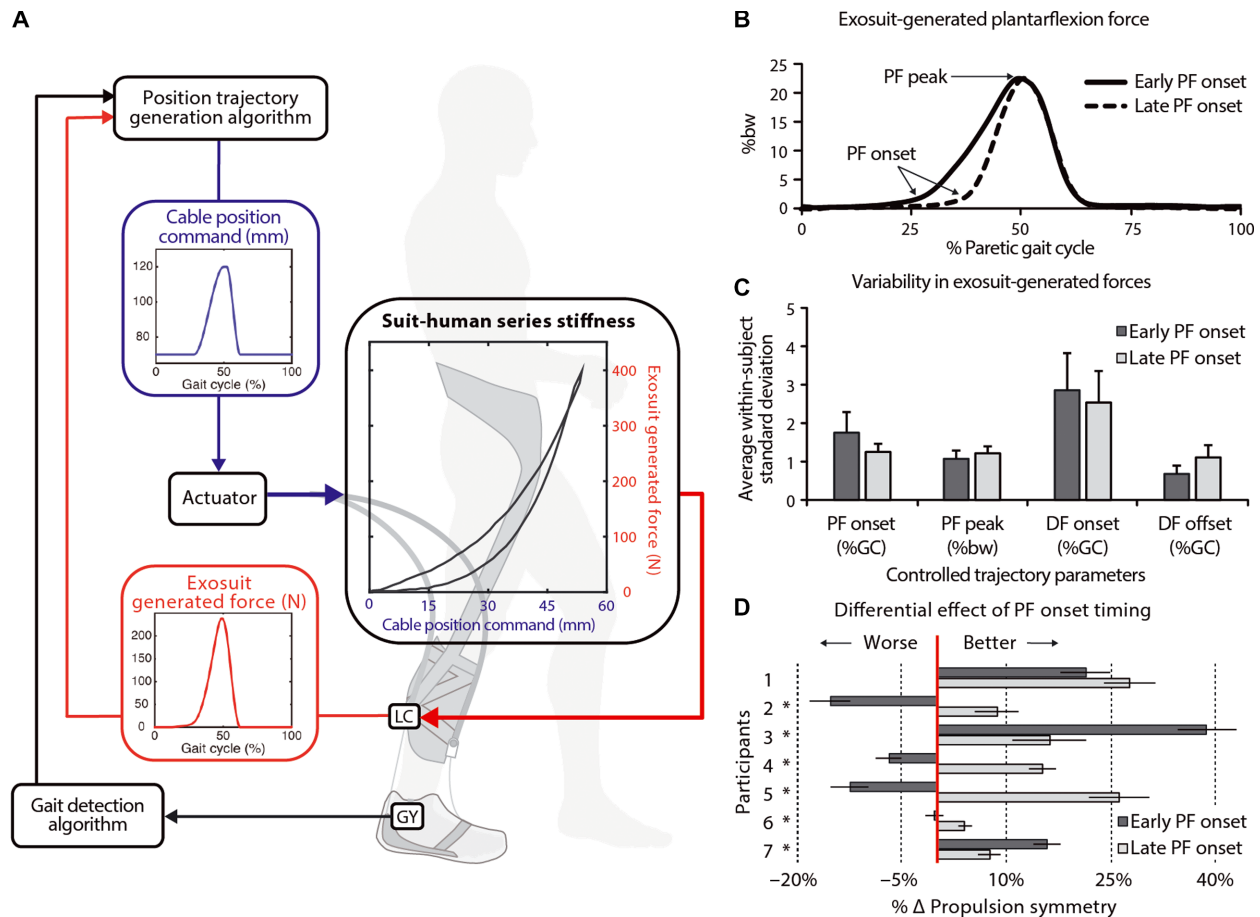 A
Position trajectory
generation algorithm
Cable position
command (mm)
120
100
80
0
50
100
Gait cycle (%)
Actuator
Suit-human series stiffness
400
300
200
100
0
Exosuit generated force (N)
0
15
30
45
60
Cable position command (mm)
Exosuit
generated force (N)
200
150
100
50
0
0
50
100
Gait cycle (%)
LC
GY
Gait detection
algorithm
B
Exosuit-generated plantarflexion force
PF peak
PF onset
Early PF onset
Late PF onset
%bw
25
20
15
10
5
0
0
25
50
75
100
% Paretic gait cycle
C
Variability in exosuit-generated forces
Early PF onset
Late PF onset
Average within-subject
standard deviation
5
4
3
2
1
0
PF onset
(%GC)
PF peak
(%bw)
DF onset
(%GC)
DF offset
(%GC)
Controlled trajectory parameters
D
Differential effect of PF onset timing
Worse
Better
Participants
1
2 *
3 *
4 *
5 *
6 *
7 *
Early PF onset
Late PF onset
−20%
−5%
10%
25%
40%
% Δ Propulsion symmetry